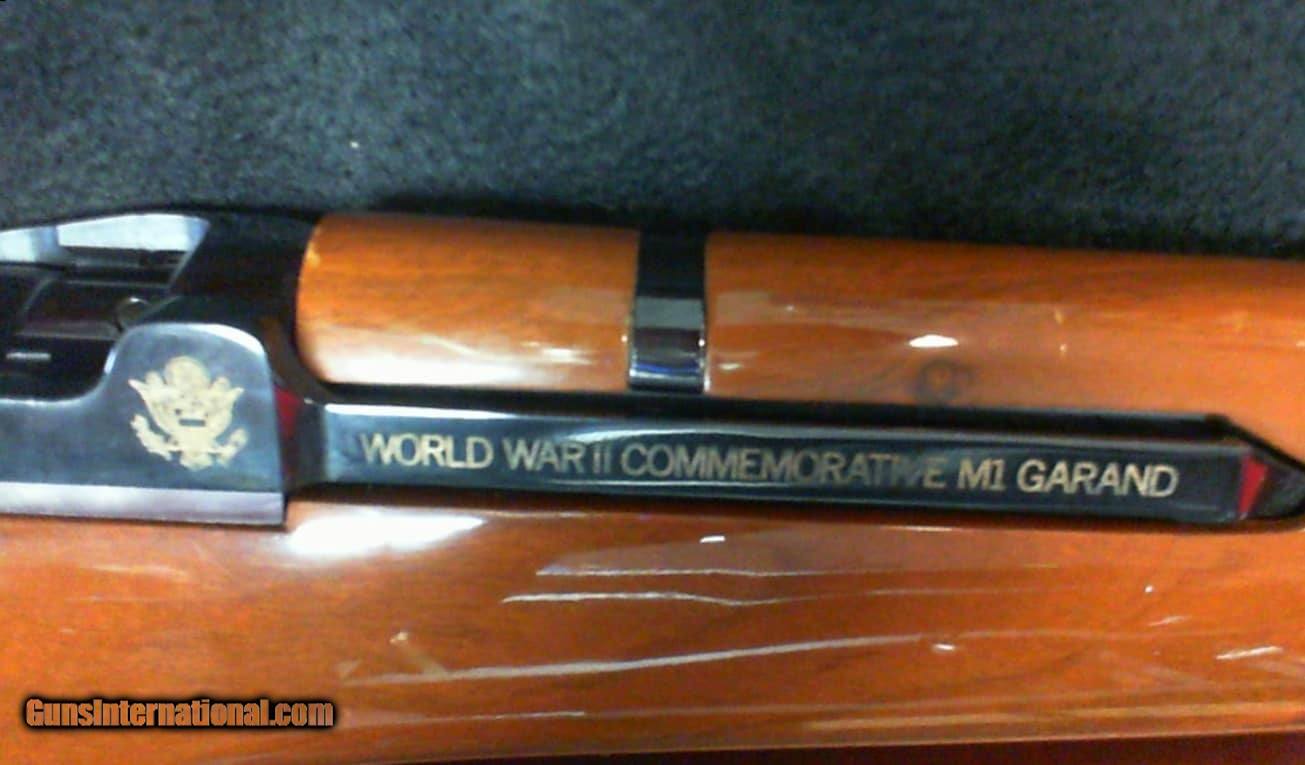 WORLD WAR II COMMEMORATIVE M1 GARAND
GunsInternational.com